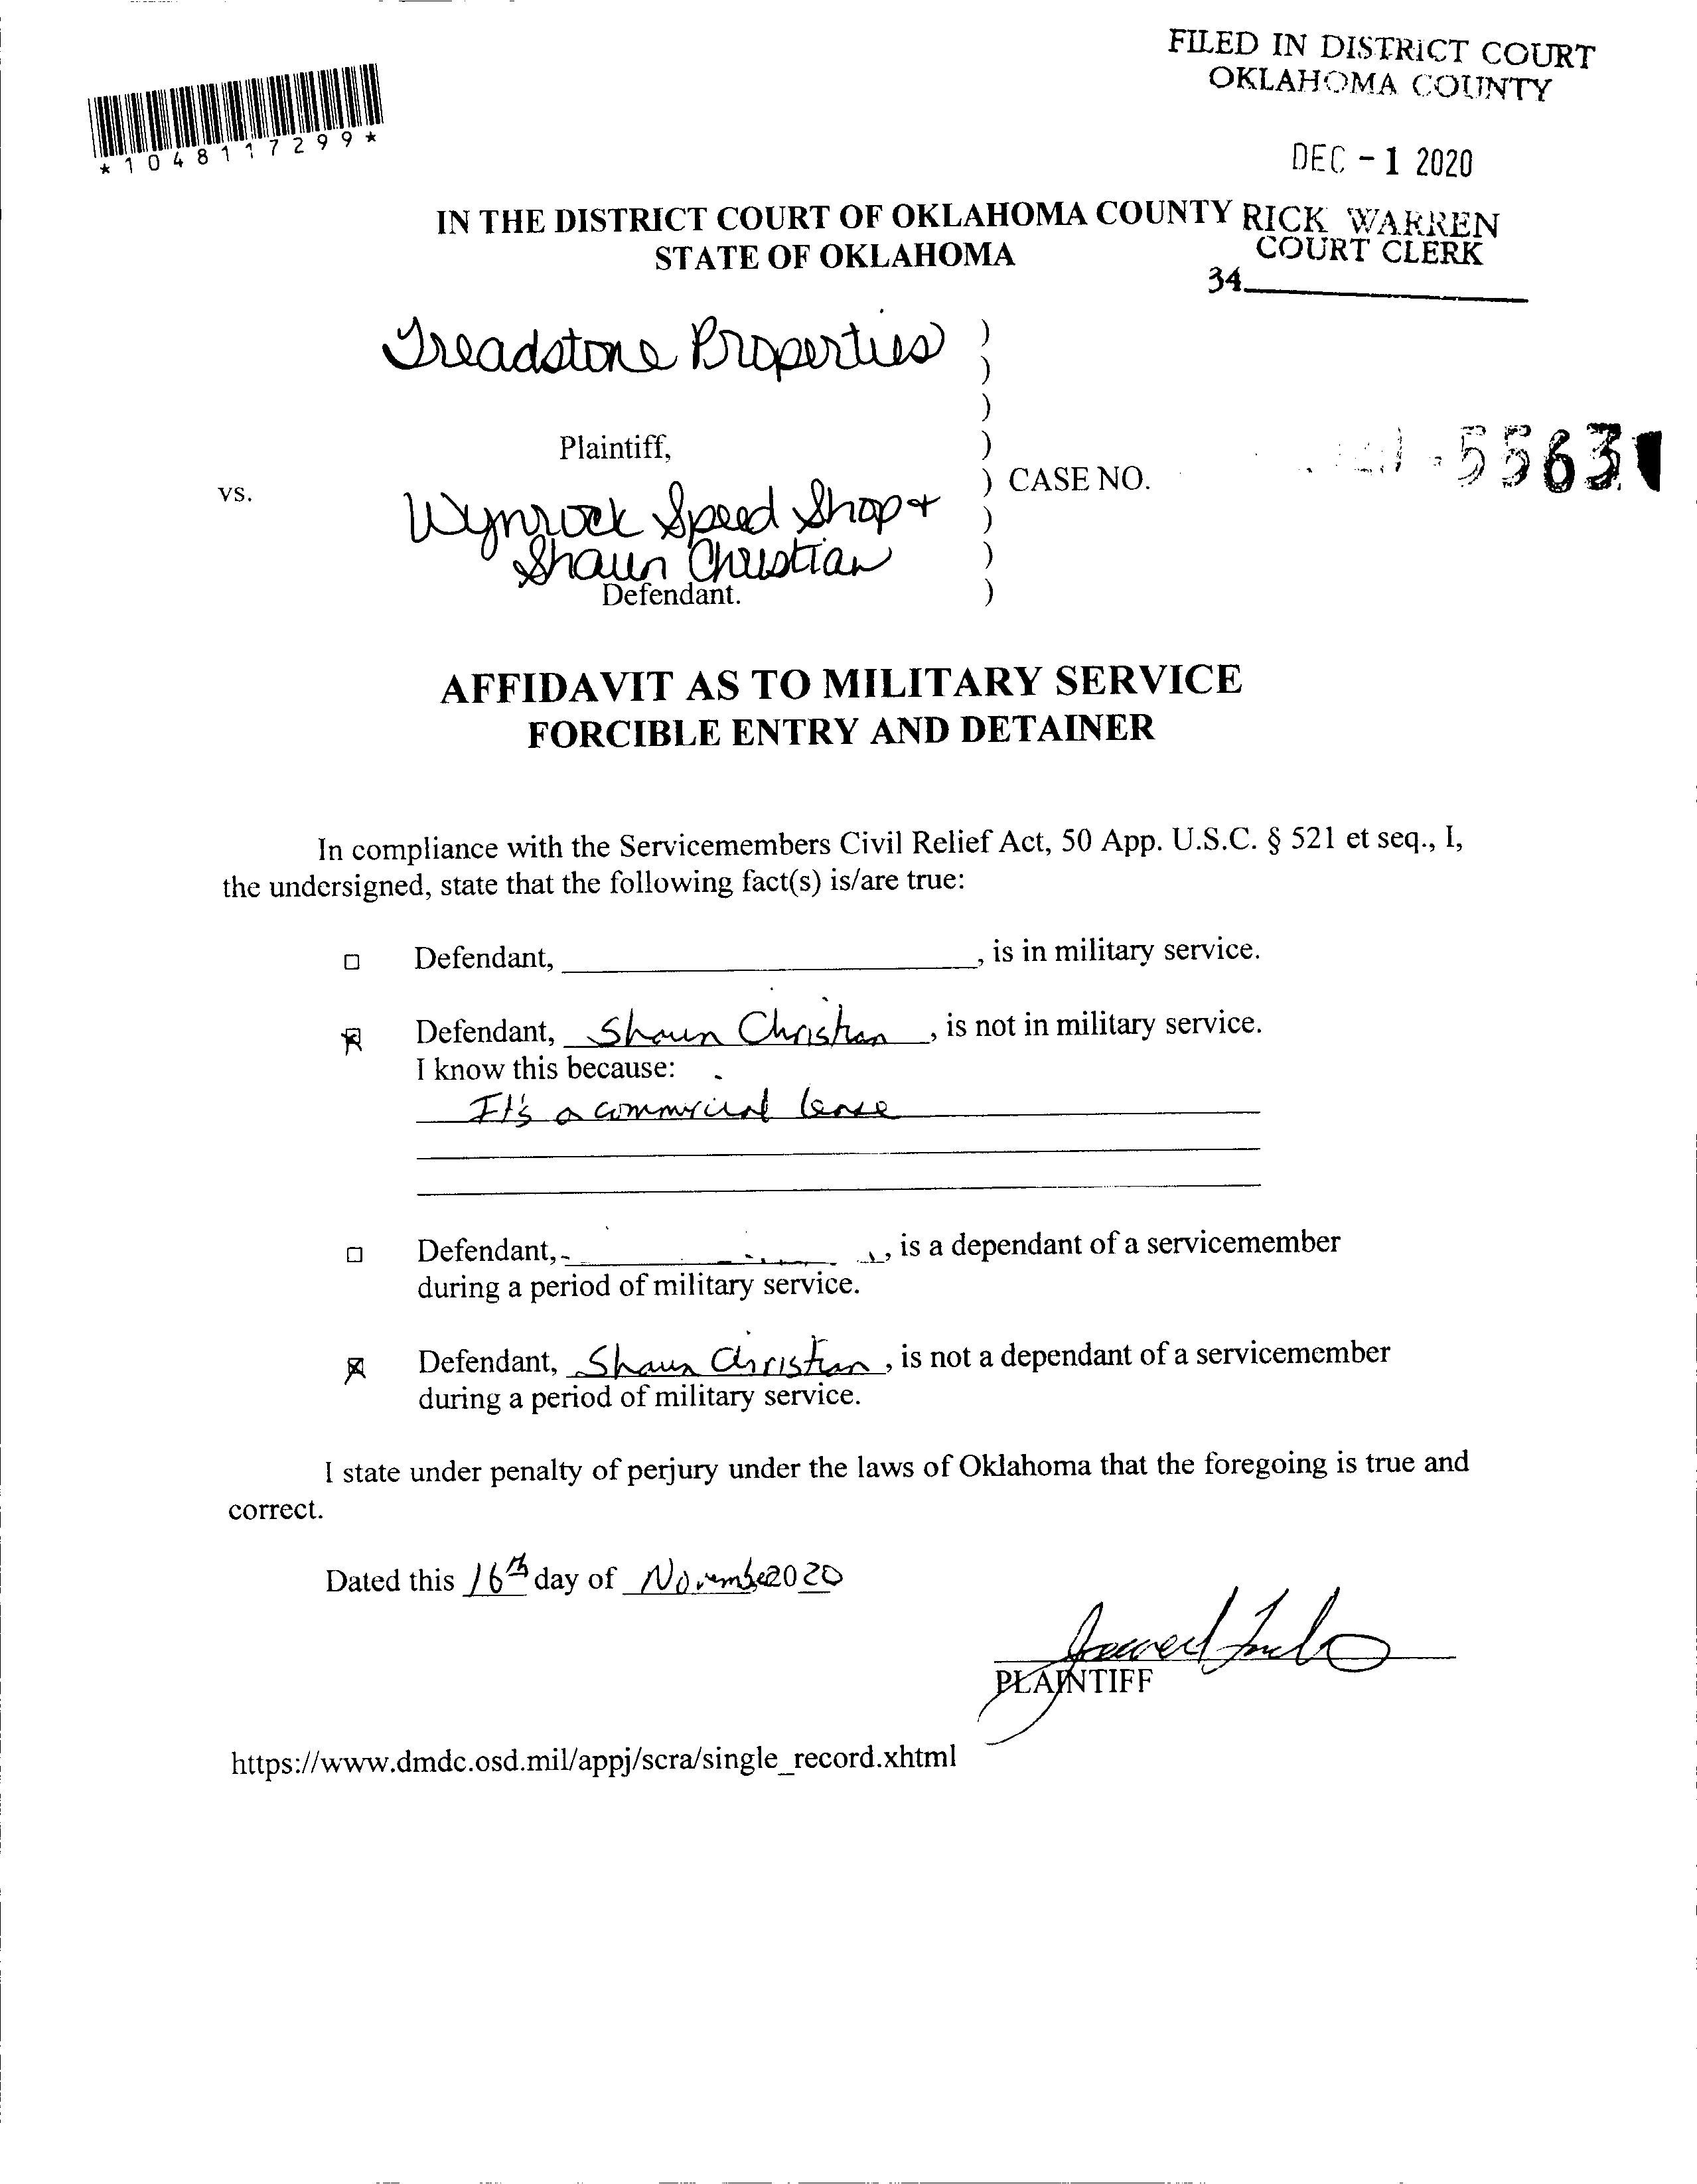 FILED IN DISTRICT COURT
OKLAHOMA COUNTY
*1048117299*
DEC - 1 2020
IN THE DISTRICT COURT OF OKLAHOMA COUNTY RICK WARREN
STATE OF OKLAHOMA COURT CLERK
34
Treadstone Properties )
)
)
Plaintiff, )
vs. ) CASE NO. -5563
Wynrock Speed Shop + )
Shaun Christian )
Defendant. )
AFFIDAVIT AS TO MILITARY SERVICE
FORCIBLE ENTRY AND DETAINER
In compliance with the Servicemembers Civil Relief Act, 50 App. U.S.C. § 521 et seq., I,
the undersigned, state that the following fact(s) is/are true:
Defendant, , is in military service.
Defendant, Shaun Christian, is not in military service.
I know this because:
It's a commercial lease
Defendant, , is a dependant of a servicemember
during a period of military service.
Defendant, Shaun Christian, is not a dependant of a servicemember
during a period of military service.
I state under penalty of perjury under the laws of Oklahoma that the foregoing is true and
correct.
Dated this 16th day of November 2020
PLAINTIFF
https://www.dmdc.osd.mil/appj/scra/single_record.xhtml